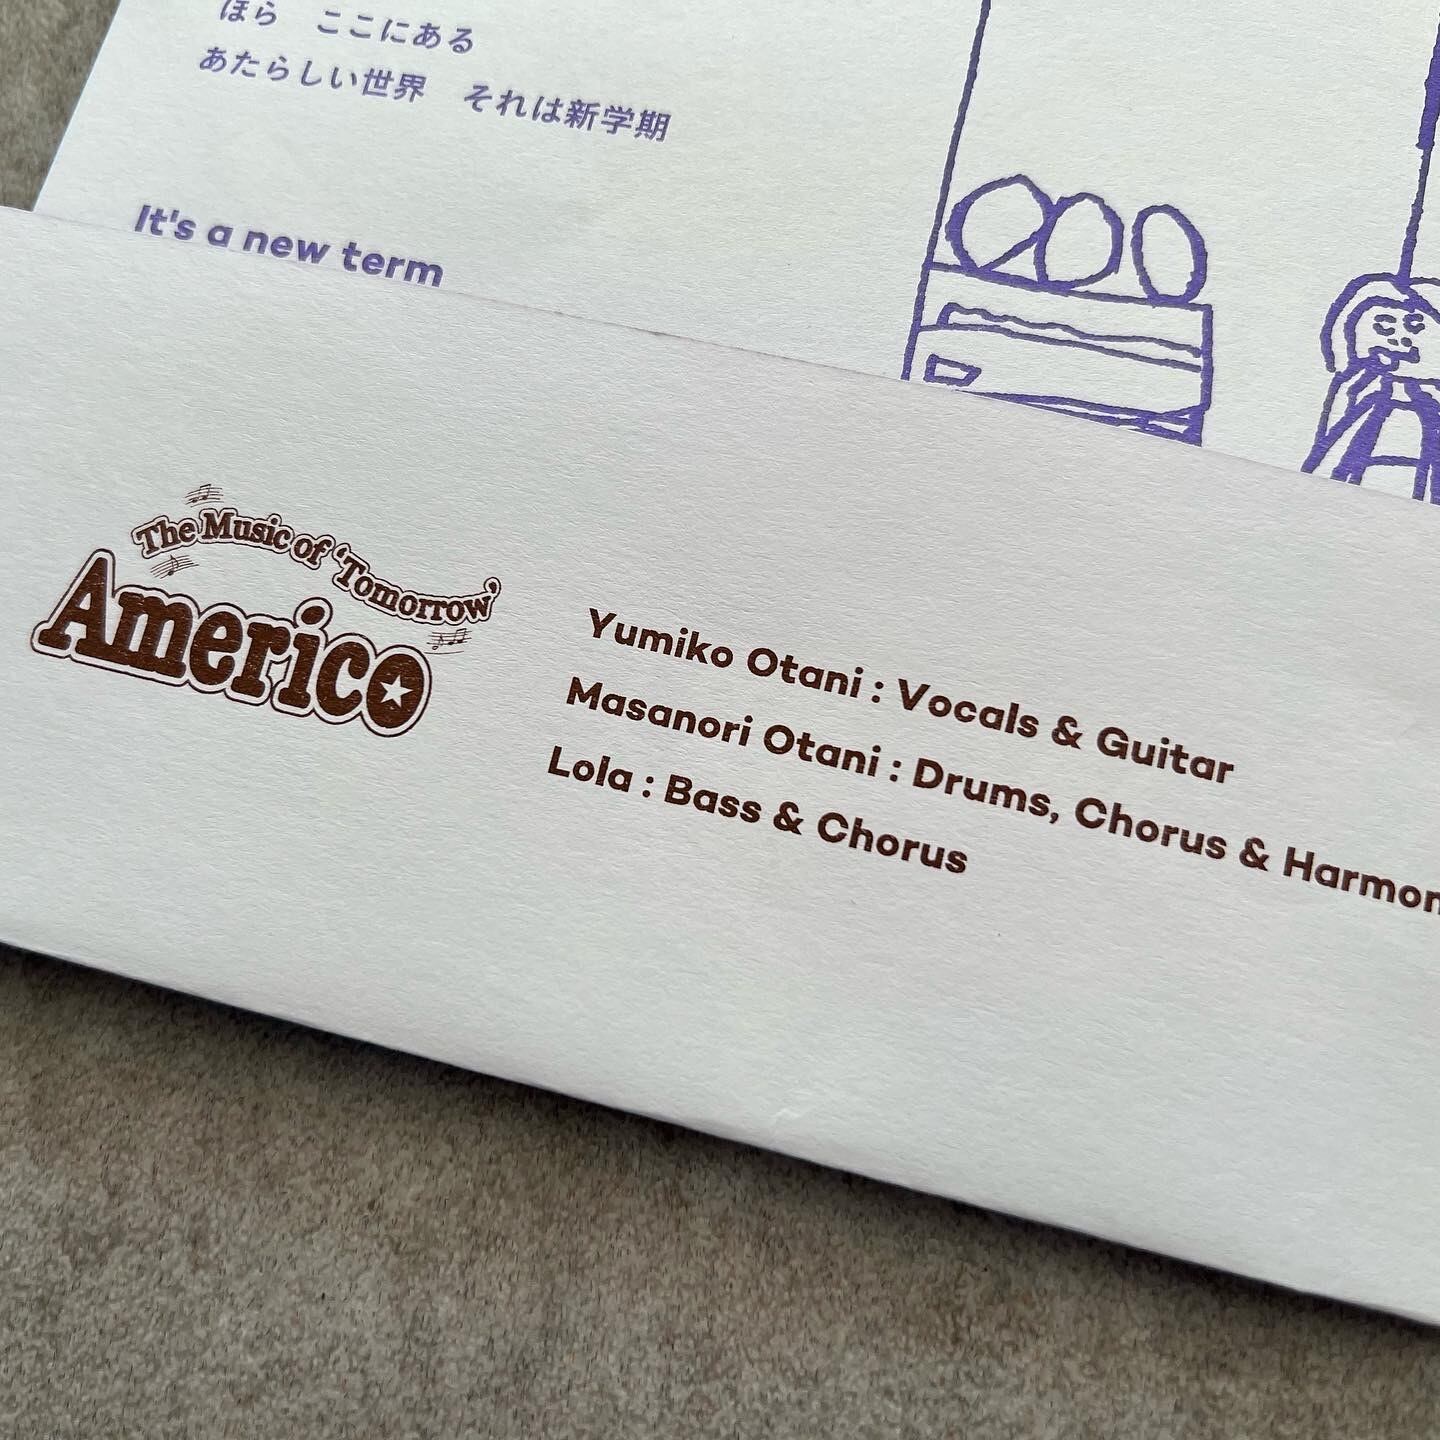 ほら　ここにある
あたらしい世界　それは新学期
It's a new term
The Music of 'Tomorrow'
Americo
Yumiko Otani : Vocals & Guitar
Masanori Otani : Drums, Chorus & Harmon
Lola : Bass & Chorus